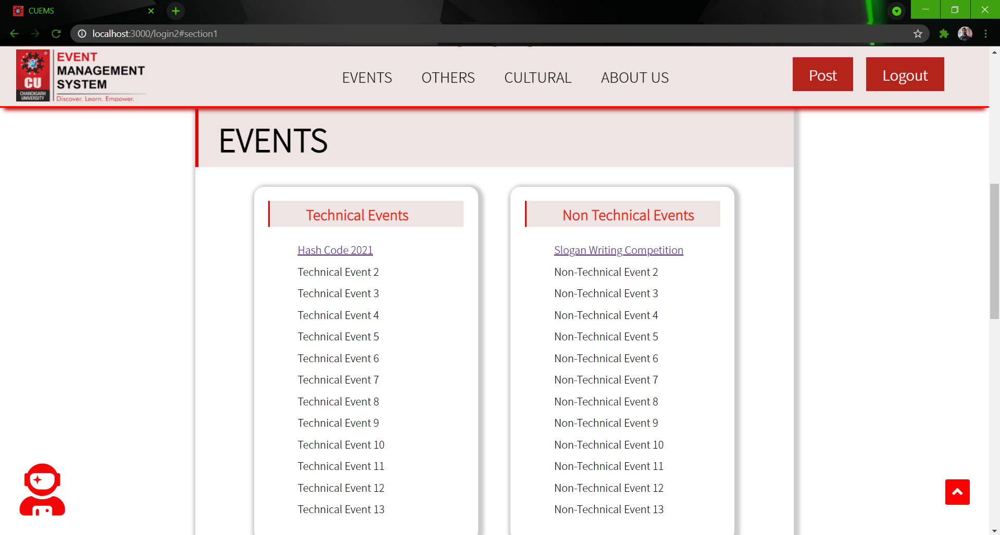 CUEMS
localhost:3000/login2#section1
EVENT
MANAGEMENT
SYSTEM
CU
CHANDIGARH
UNIVERSITY
Discover. Learn. Empower.
EVENTS OTHERS CULTURAL ABOUT US
Post Logout
EVENTS
Technical Events
Hash Code 2021
Technical Event 2
Technical Event 3
Technical Event 4
Technical Event 5
Technical Event 6
Technical Event 7
Technical Event 8
Technical Event 9
Technical Event 10
Technical Event 11
Technical Event 12
Technical Event 13
Non Technical Events
Slogan Writing Competition
Non-Technical Event 2
Non-Technical Event 3
Non-Technical Event 4
Non-Technical Event 5
Non-Technical Event 6
Non-Technical Event 7
Non-Technical Event 8
Non-Technical Event 9
Non-Technical Event 10
Non-Technical Event 11
Non-Technical Event 12
Non-Technical Event 13